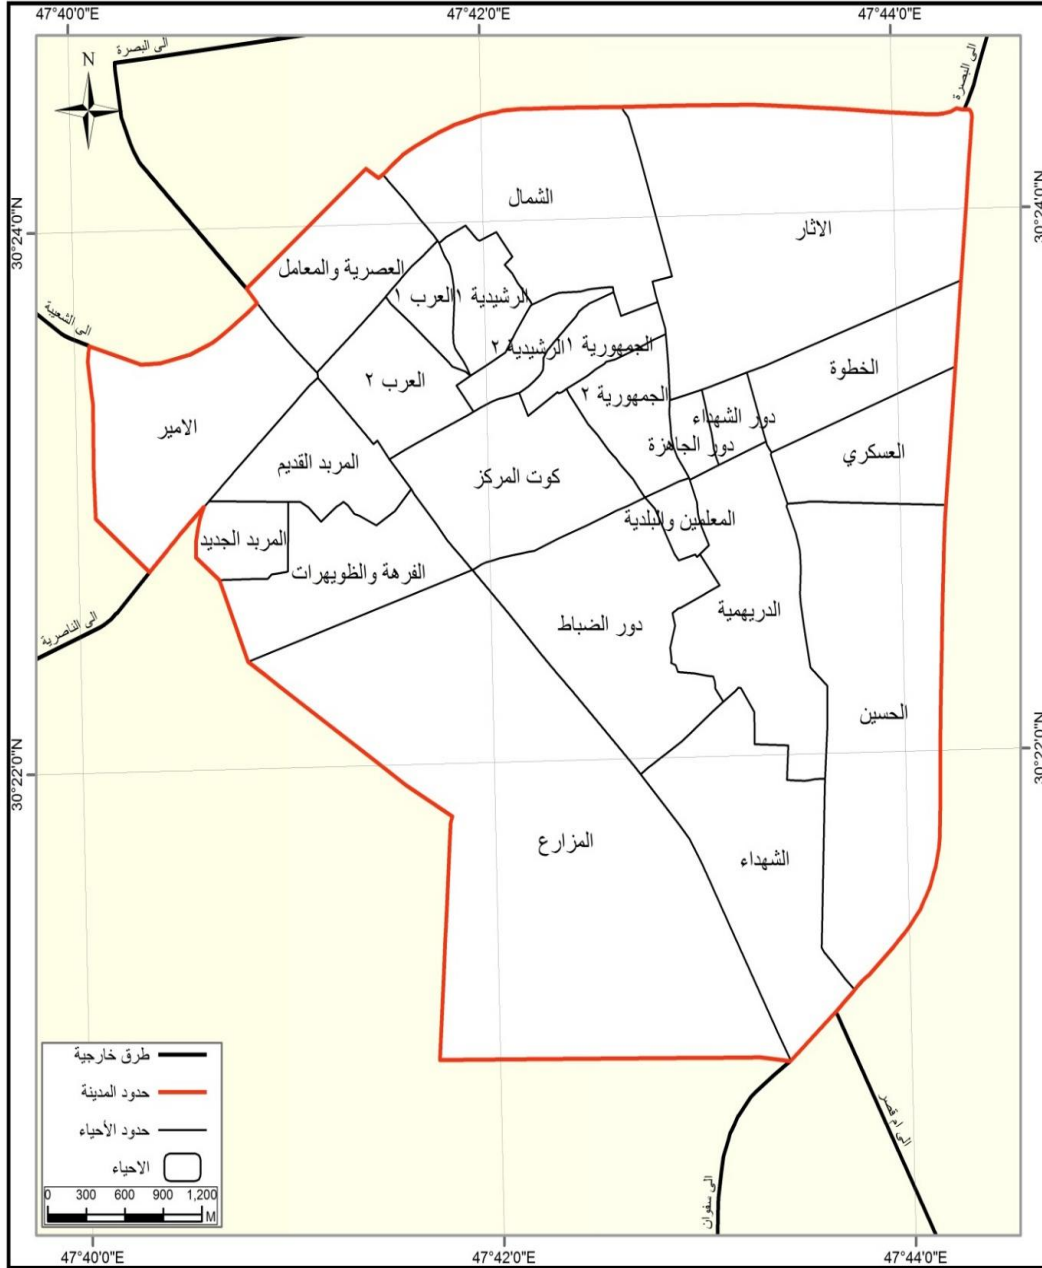 47°40'0"E
47°42'0"E
47°44'0"E
الى البصرة
الى البصرة
N
30°24'0"N
30°24'0"N
الشمال
الاثار
العصرية والمعامل
العرب ١
الرشيدية ١
الى الشعيبة
الجمهورية ١
الرشيدية ٢
العرب ٢
الجمهورية ٢
الخطوة
دور الشهداء
دور الجاهزة
العسكري
الامير
المربد القديم
كوت المركز
المعلمين والبلدية
المربد الجديد
الفرهة والظويهرات
الدريهمية
دور الضباط
الى الناصرية
الحسين
30°22'0"N
30°22'0"N
المزارع
الشهداء
طرق خارجية
حدود المدينة
حدود الأحياء
الاحياء
0 300 600 900 1,200
M
الى ام قصر
الى سفوان
47°40'0"E
47°42'0"E
47°44'0"E